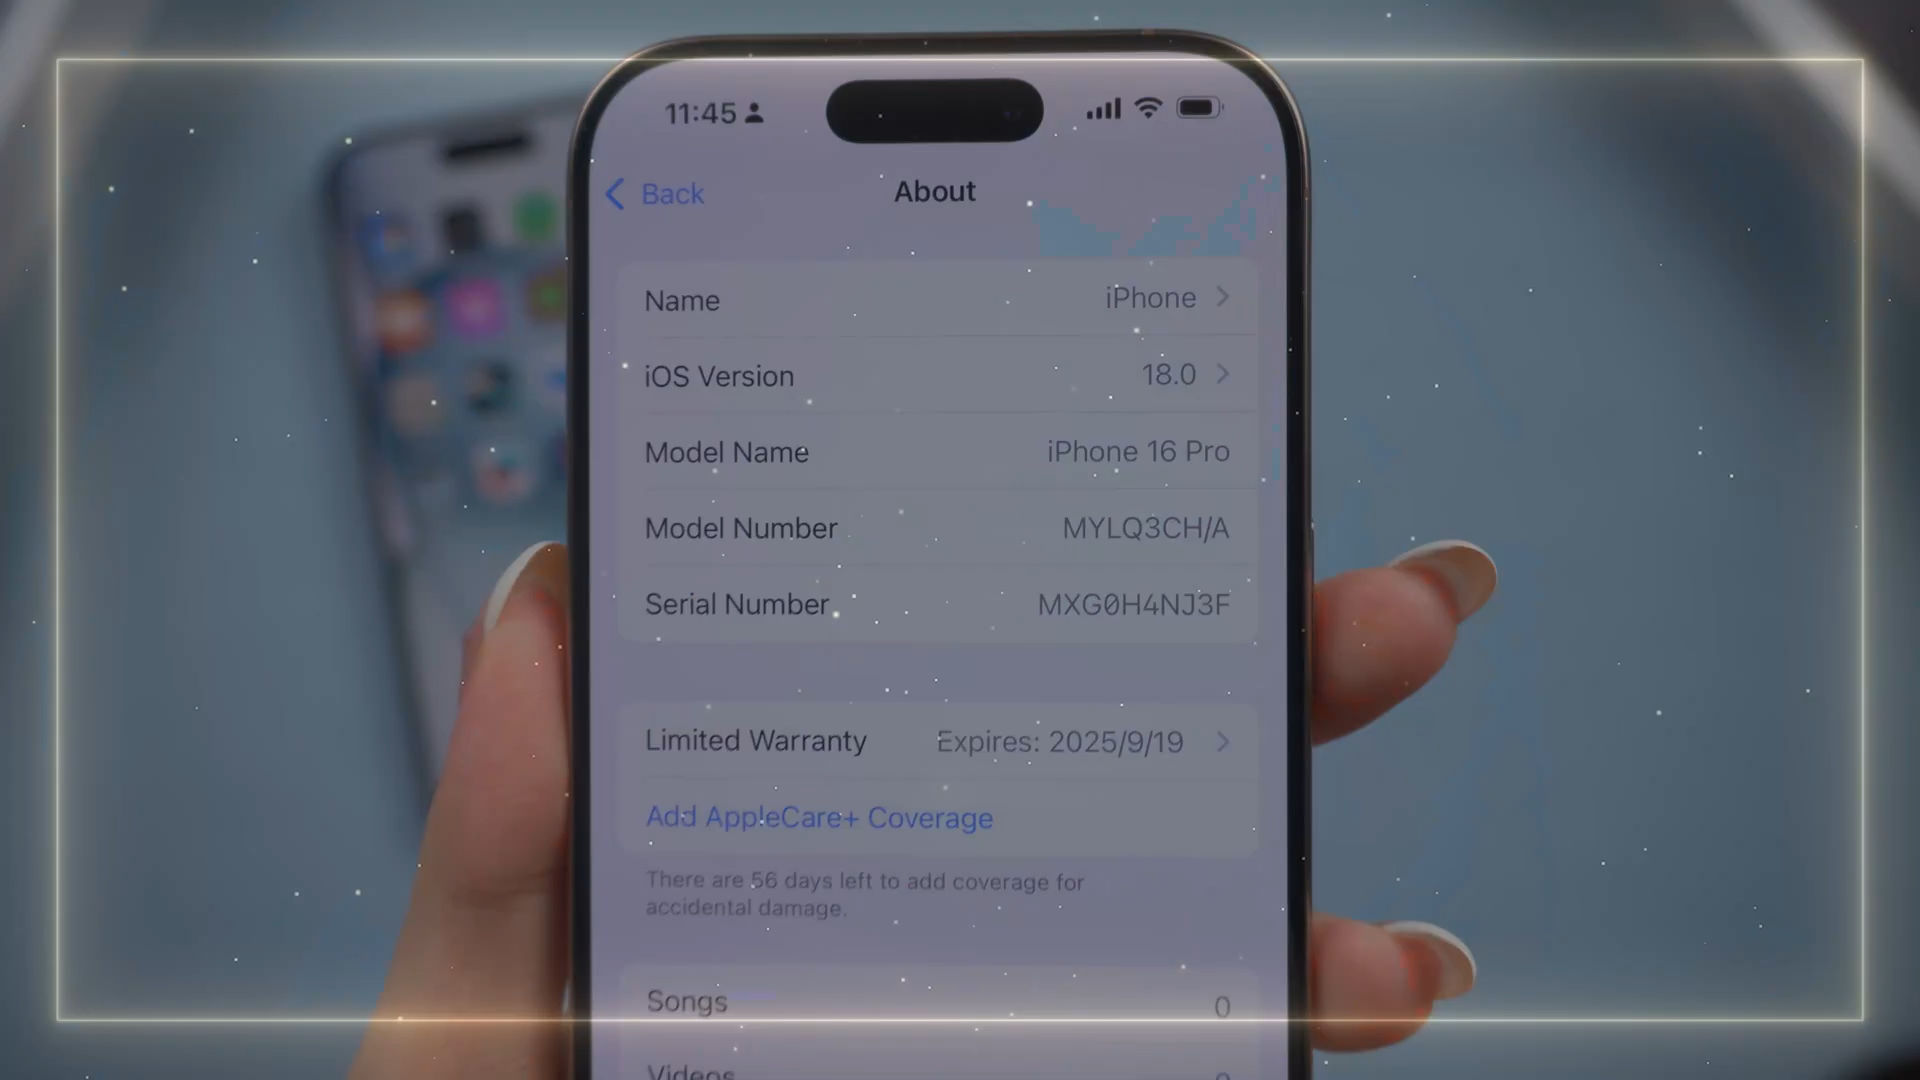 11:45
Back
About
Name
iPhone
iOS Version
18.0
Model Name
iPhone 16 Pro
Model Number
MYLQ3CH/A
Serial Number
MXG0H4NJ3F
Limited Warranty
Expires: 2025/9/19
Add AppleCare+ Coverage
There are 56 days left to add coverage for
accidental damage.
Songs
0
Videos
0